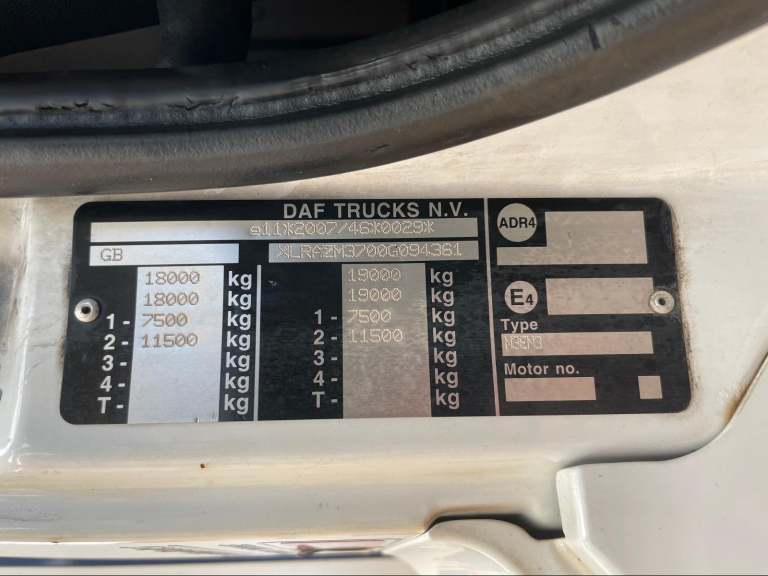 DAF TRUCKS N.V.
e11*2007/46*0029*
GB XLRAZM3700G094361
18000 kg 19000 kg
18000 kg 19000 kg
1- 7500 kg 1- 7500 kg
2- 11500 kg 2- 11500 kg
3- kg 3- kg
4- kg 4- kg
T- kg T- kg
ADR4
E4
Type
N3EN3
Motor no.